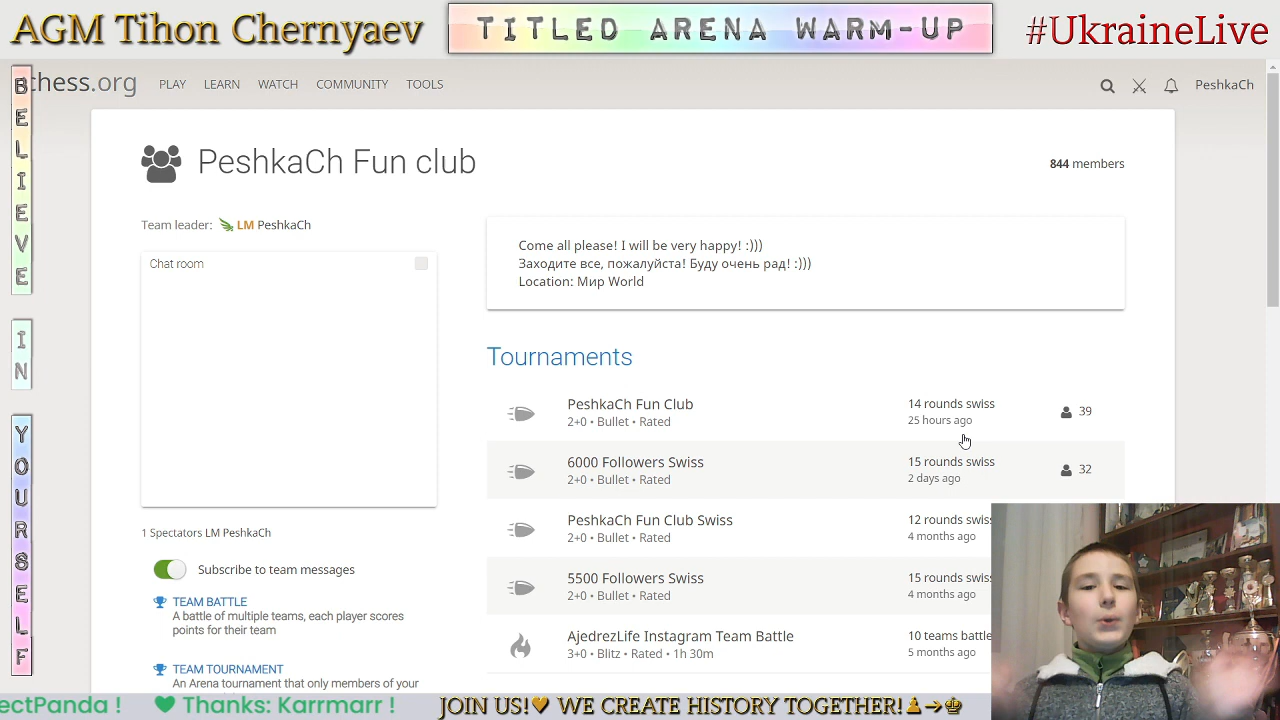 AGM Tihon Chernyaev
TITLED ARENA WARM-UP
#UkraineLive
BELIEVE
IN
YOURSELF
chess.org
PLAY LEARN WATCH COMMUNITY TOOLS
PeshkaCh
PeshkaCh Fun club
844 members
Team leader: LM PeshkaCh
Chat room
Come all please! I will be very happy! :)))
Заходите все, пожалуйста! Буду очень рад! :)))
Location: Мир World
Tournaments
PeshkaCh Fun Club 14 rounds swiss 39
2+0 • Bullet • Rated 25 hours ago
6000 Followers Swiss 15 rounds swiss 32
2+0 • Bullet • Rated 2 days ago
PeshkaCh Fun Club Swiss 12 rounds swiss
2+0 • Bullet • Rated 4 months ago
5500 Followers Swiss 15 rounds swiss
2+0 • Bullet • Rated 4 months ago
AjedrezLife Instagram Team Battle 10 teams battle
3+0 • Blitz • Rated • 1h 30m 5 months ago
1 Spectators LM PeshkaCh
Subscribe to team messages
TEAM BATTLE
A battle of multiple teams, each player scores
points for their team
TEAM TOURNAMENT
An Arena tournament that only members of your
ectPanda ! 💚 Thanks: Karrmarr !
JOIN US!🧡 WE CREATE HISTORY TOGETHER!♟→♚